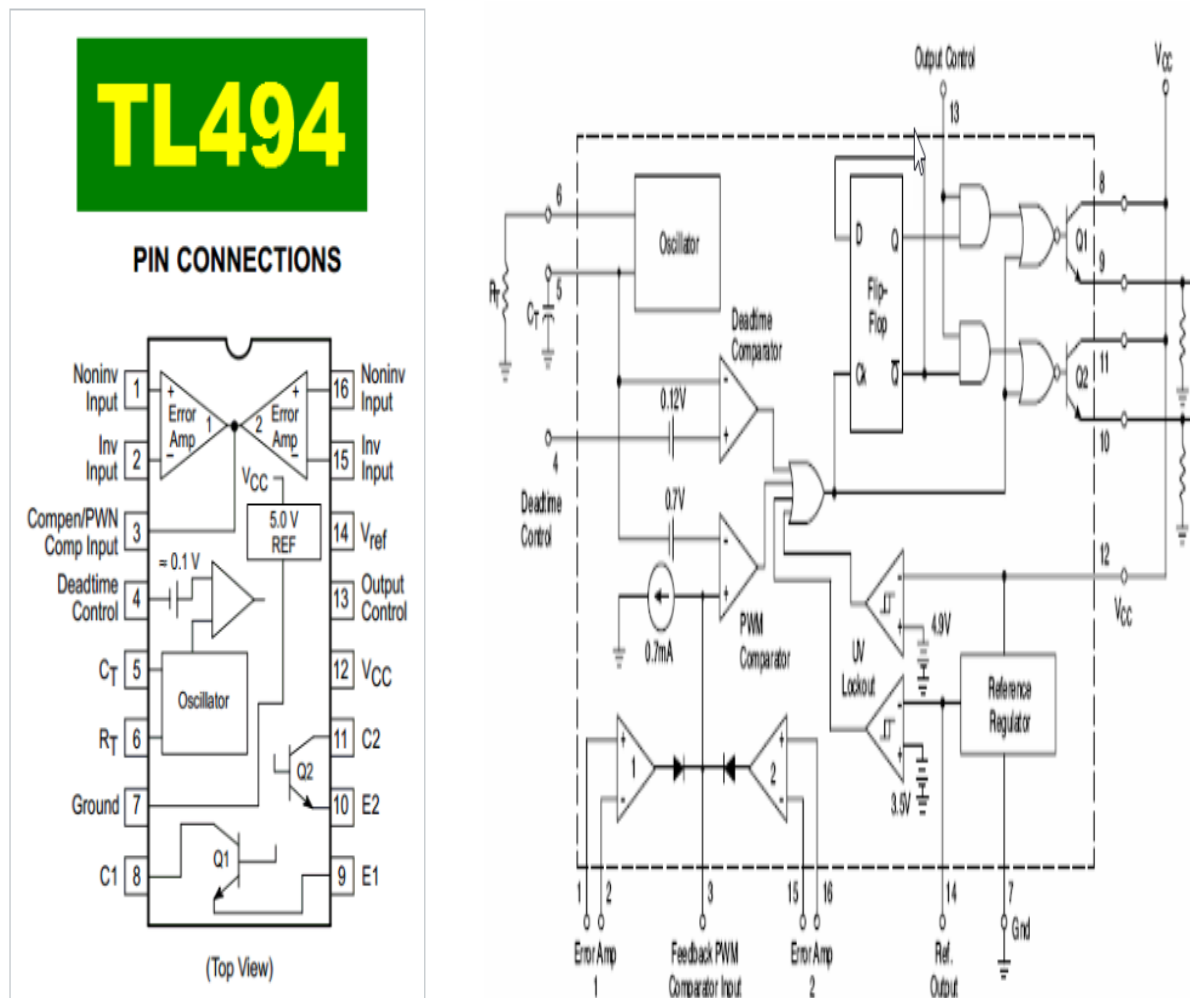 TL494
PIN CONNECTIONS
Noninv
Input
1
+
Error
Amp
1
−
Inv
Input
2
Noninv
Input
16
+
Error
Amp
2
−
Inv
Input
15
Compen/PWN
Comp Input
3
VCC
5.0 V
REF
14
Vref
≈ 0.1 V
Deadtime
Control
4
13
Output
Control
CT
5
Oscillator
12
VCC
RT
6
11
C2
Q2
Ground
7
10
E2
C1
8
Q1
9
E1
(Top View)
Output Control
13
VCC
6
RT
5
CT
Oscillator
D
Q
Flip-
Flop
Ck
Q
8
Q1
9
11
Q2
10
Deadtime
Comparator
0.12V
−
+
4
Deadtime
Control
0.7V
−
+
0.7mA
PWM
Comparator
12
VCC
−
+
4.9V
UV
Lockout
−
+
3.5V
Reference
Regulator
+
1
−
+
2
−
1
2
3
15
16
14
7
Error Amp
1
Feedback PWM
Comparator Input
Error Amp
2
Ref.
Output
Gnd